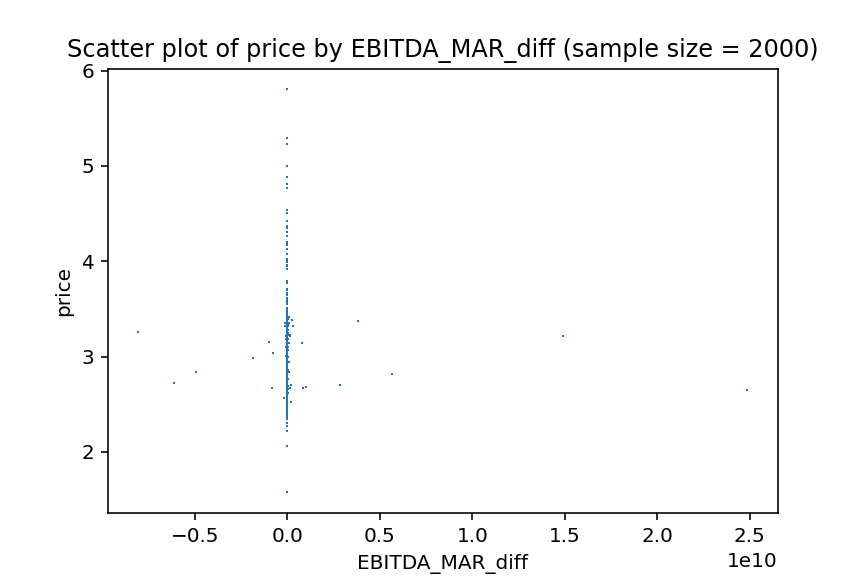 Scatter plot of price by EBITDA_MAR_diff (sample size = 2000)
6
5
4
3
2
price
−0.5 0.0 0.5 1.0 1.5 2.0 2.5
1e10
EBITDA_MAR_diff